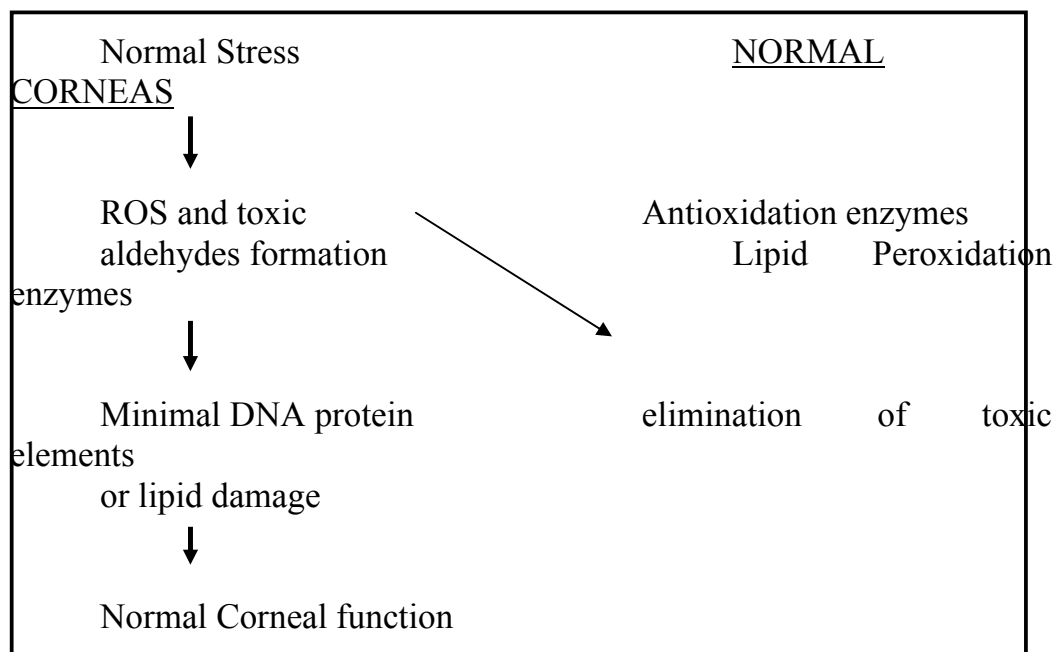 Normal Stress NORMAL
CORNEAS
ROS and toxic Antioxidation enzymes
aldehydes formation Lipid Peroxidation
enzymes
Minimal DNA protein elimination of toxic
elements
or lipid damage
Normal Corneal function